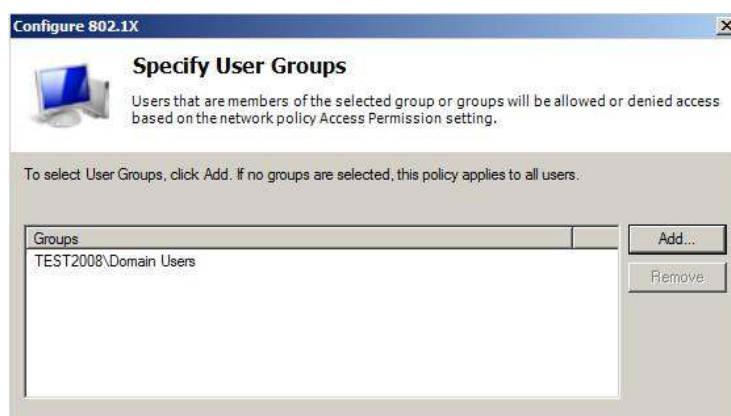 Configure 802.1X
Specify User Groups
Users that are members of the selected group or groups will be allowed or denied access
based on the network policy Access Permission setting.
To select User Groups, click Add. If no groups are selected, this policy applies to all users.
Groups
Add...
TEST2008\Domain Users
Remove